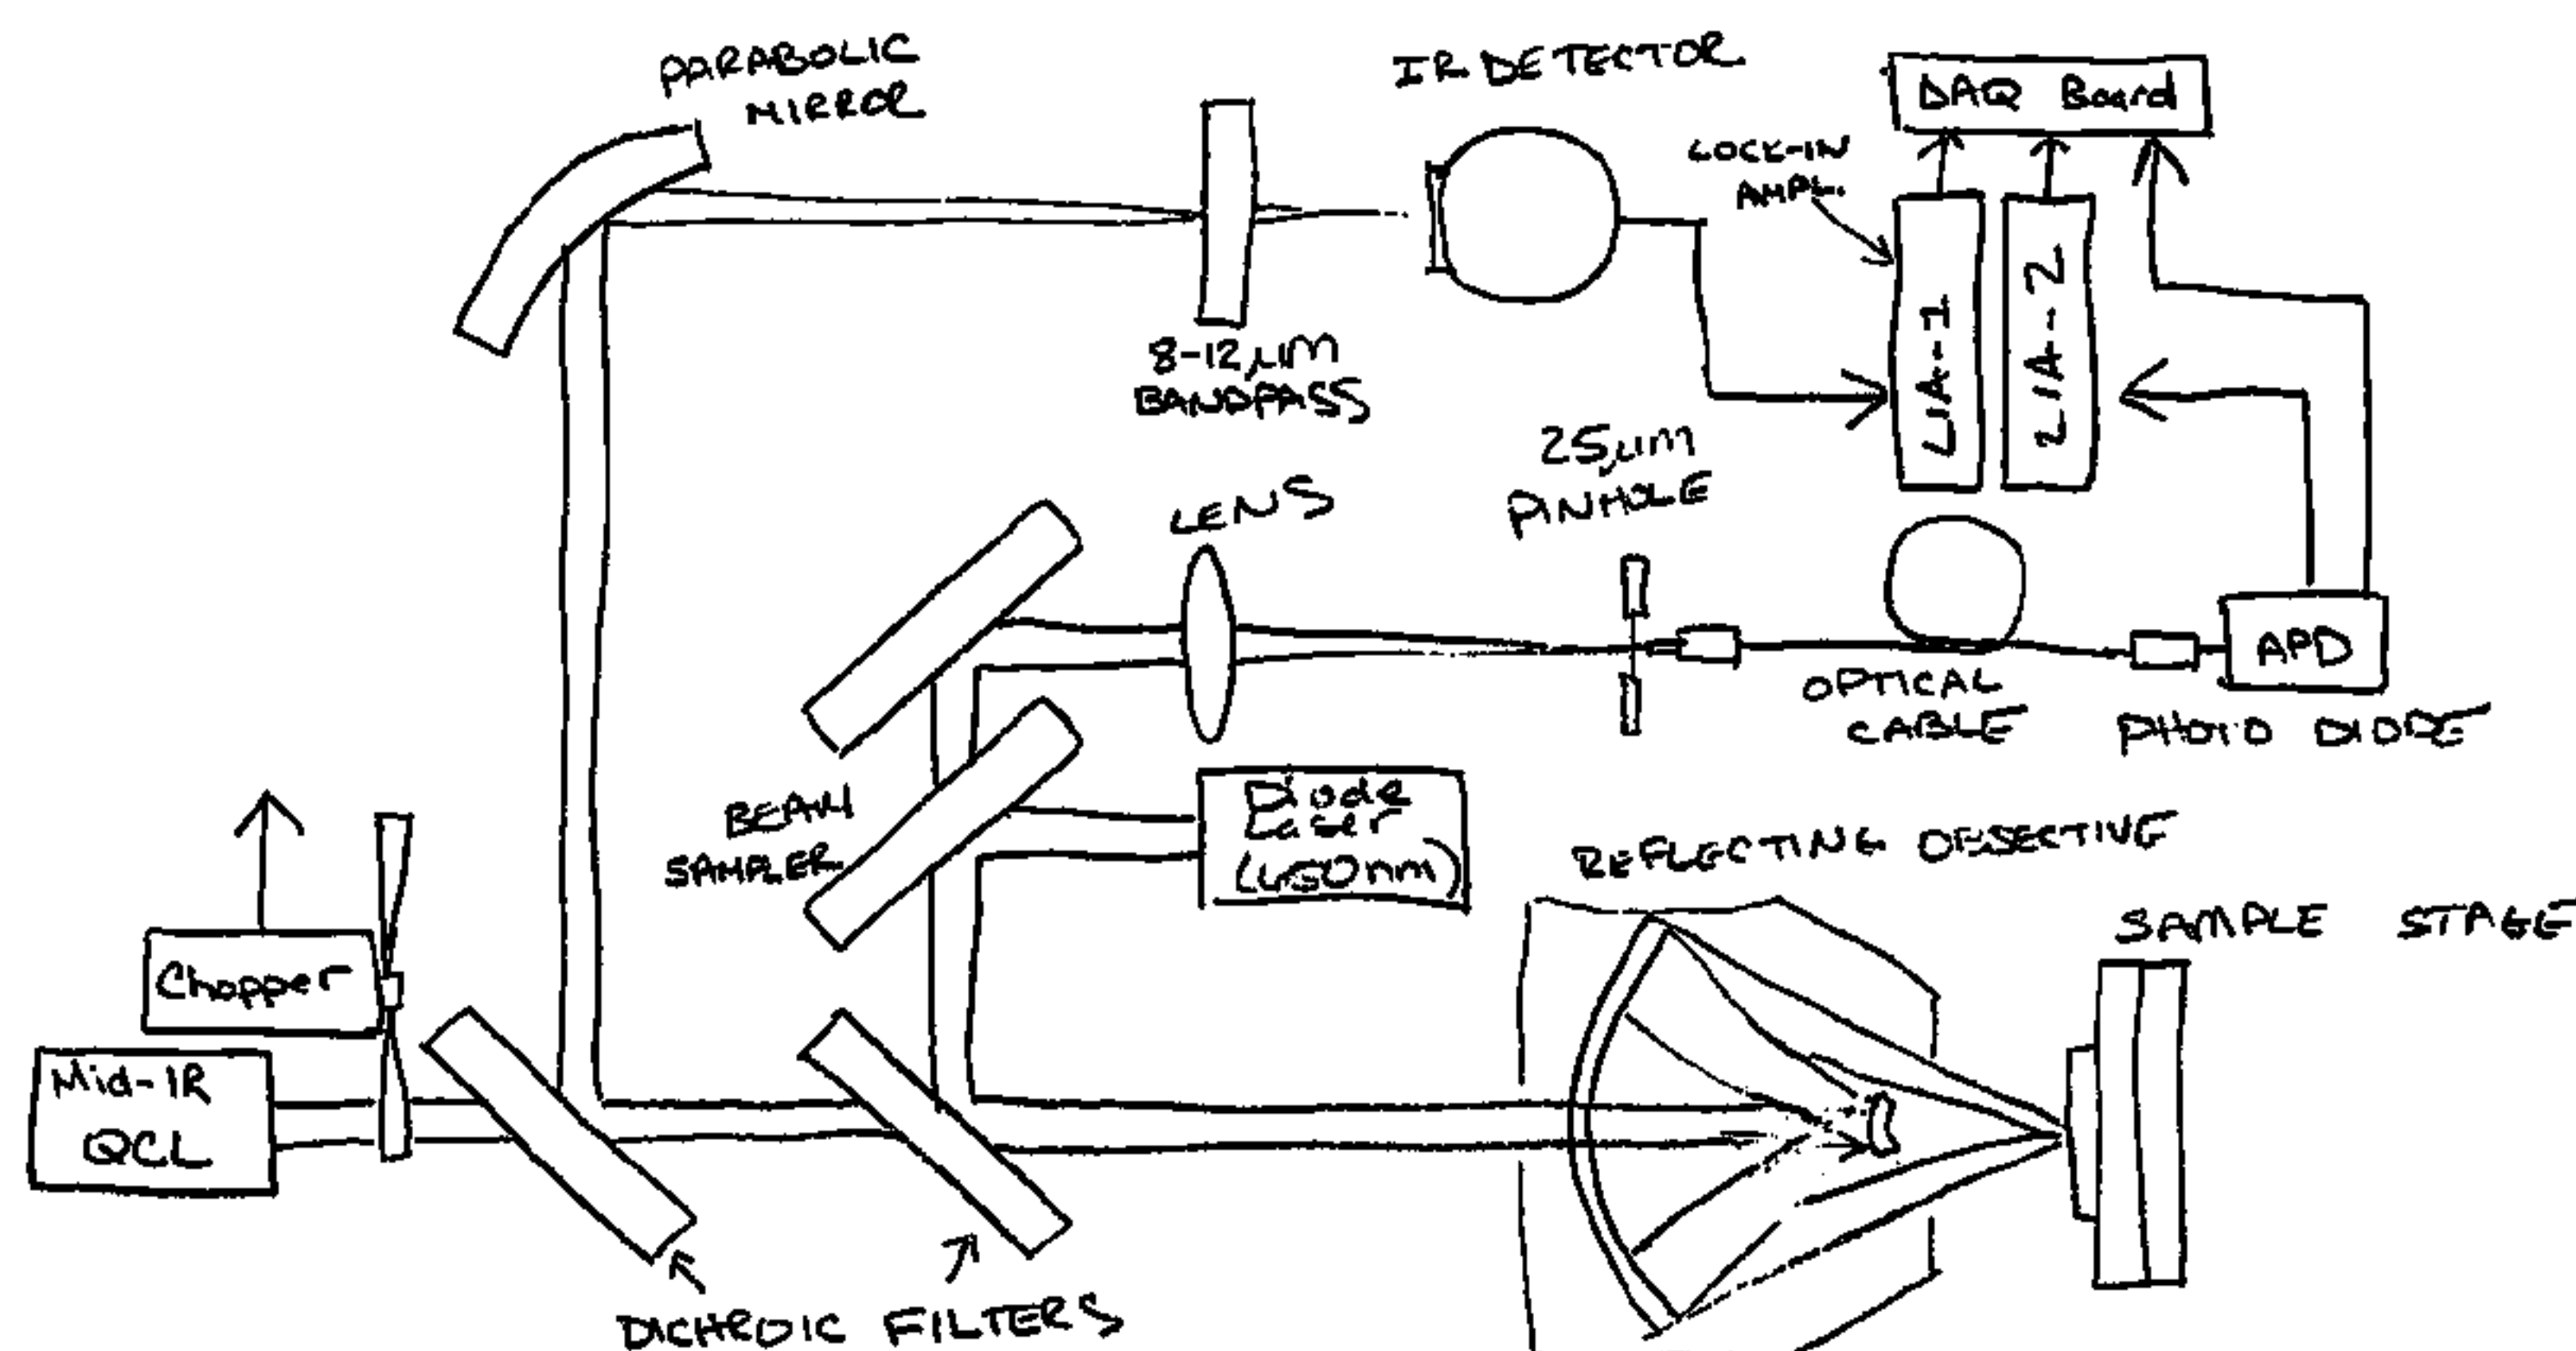 PARABOLIC
MIRROR
IR DETECTOR
DAQ Board
LOCK-IN
AMPL.
LIA-1
LIA-2
8-12µm
BANDPASS
25µm
PINHOLE
LENS
OPTICAL
CABLE
APD
PHOTO DIODE
BEAM
SAMPLER
Diode
Laser
(450nm)
REFLECTING OBJECTIVE
SAMPLE STAGE
Chopper
Mid-IR
QCL
DICHROIC FILTERS